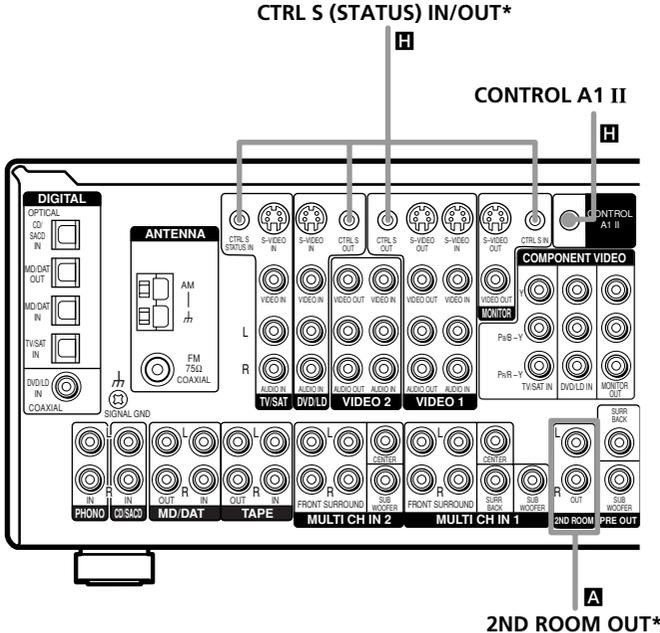 CTRL S (STATUS) IN/OUT*
H
CONTROL A1 II
H
DIGITAL
OPTICAL
CD/
SACD
IN
MD/DAT
OUT
MD/DAT
IN
TV/SAT
IN
DVD/LD
IN
COAXIAL
ANTENNA
AM
FM
75Ω
COAXIAL
SIGNAL GND
CTRL S
STATUS IN
S-VIDEO
IN
S-VIDEO
IN
CTRL S
OUT
CTRL S
OUT
S-VIDEO
OUT
S-VIDEO
IN
S-VIDEO
OUT
CTRL S IN
CONTROL
A1 II
VIDEO IN
VIDEO IN
VIDEO OUT
VIDEO IN
VIDEO OUT
VIDEO IN
VIDEO OUT
MONITOR
L
R
AUDIO IN
AUDIO IN
AUDIO OUT
AUDIO IN
AUDIO OUT
AUDIO IN
TV/SAT
DVD/LD
VIDEO 2
VIDEO 1
COMPONENT VIDEO
Y
PB/B –Y
PR/R –Y
TV/SAT IN
DVD/LD IN
MONITOR
OUT
L
R
IN
IN
PHONO
CD/SACD
L
R
OUT
IN
MD/DAT
L
R
OUT
IN
TAPE
L
R
FRONT
SURROUND
CENTER
SUB
WOOFER
MULTI CH IN 2
L
R
FRONT
SURROUND
CENTER
SURR
BACK
SUB
WOOFER
MULTI CH IN 1
L
R
OUT
2ND ROOM
SURR
BACK
SUB
WOOFER
PRE OUT
A
2ND ROOM OUT*